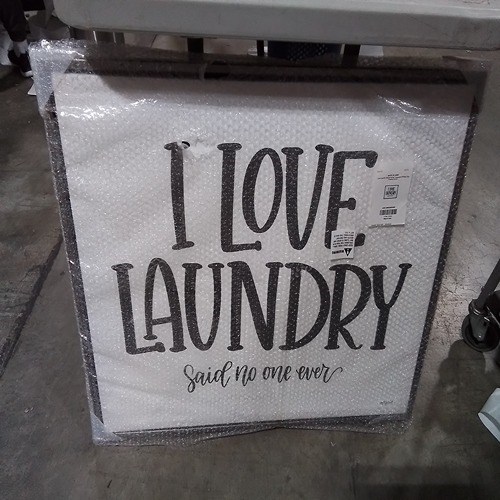 I LOVE
LAUNDRY
Said no one ever